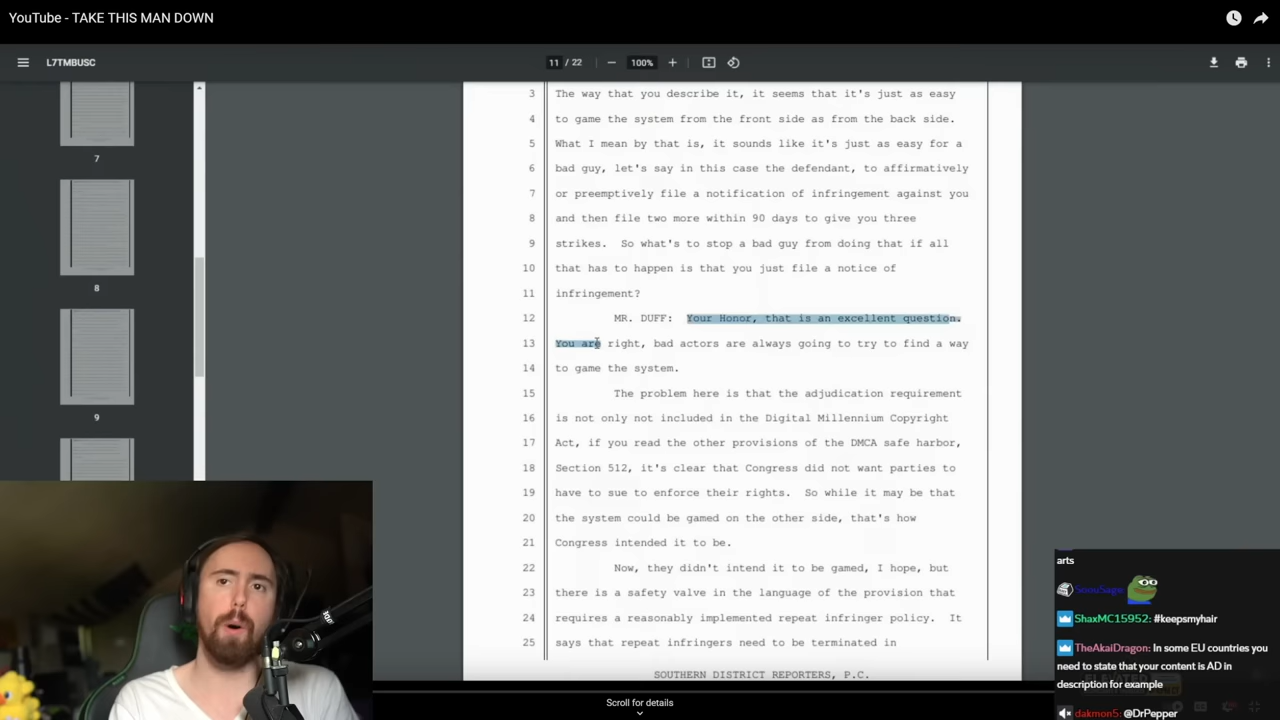 YouTube - TAKE THIS MAN DOWN
L7TMBUSC
11 / 22
100%
7
8
9
3 The way that you describe it, it seems that it's just as easy
4 to game the system from the front side as from the back side.
5 What I mean by that is, it sounds like it's just as easy for a
6 bad guy, let's say in this case the defendant, to affirmatively
7 or preemptively file a notification of infringement against you
8 and then file two more within 90 days to give you three
9 strikes. So what's to stop a bad guy from doing that if all
10 that has to happen is that you just file a notice of
11 infringement?
12 MR. DUFF: Your Honor, that is an excellent question.
13 You are right, bad actors are always going to try to find a way
14 to game the system.
15 The problem here is that the adjudication requirement
16 is not only not included in the Digital Millennium Copyright
17 Act, if you read the other provisions of the DMCA safe harbor,
18 Section 512, it's clear that Congress did not want parties to
19 have to sue to enforce their rights. So while it may be that
20 the system could be gamed on the other side, that's how
21 Congress intended it to be.
22 Now, they didn't intend it to be gamed, I hope, but
23 there is a safety valve in the language of the provision that
24 requires a reasonably implemented repeat infringer policy. It
25 says that repeat infringers need to be terminated in
SOUTHERN DISTRICT REPORTERS, P.C.
Scroll for details
arts
ShaxMC15952: #keepsmyhair
TheAkaiDragon: In some EU countries you
need to state that your content is AD in
description for example
dakmon5: @DrPepper